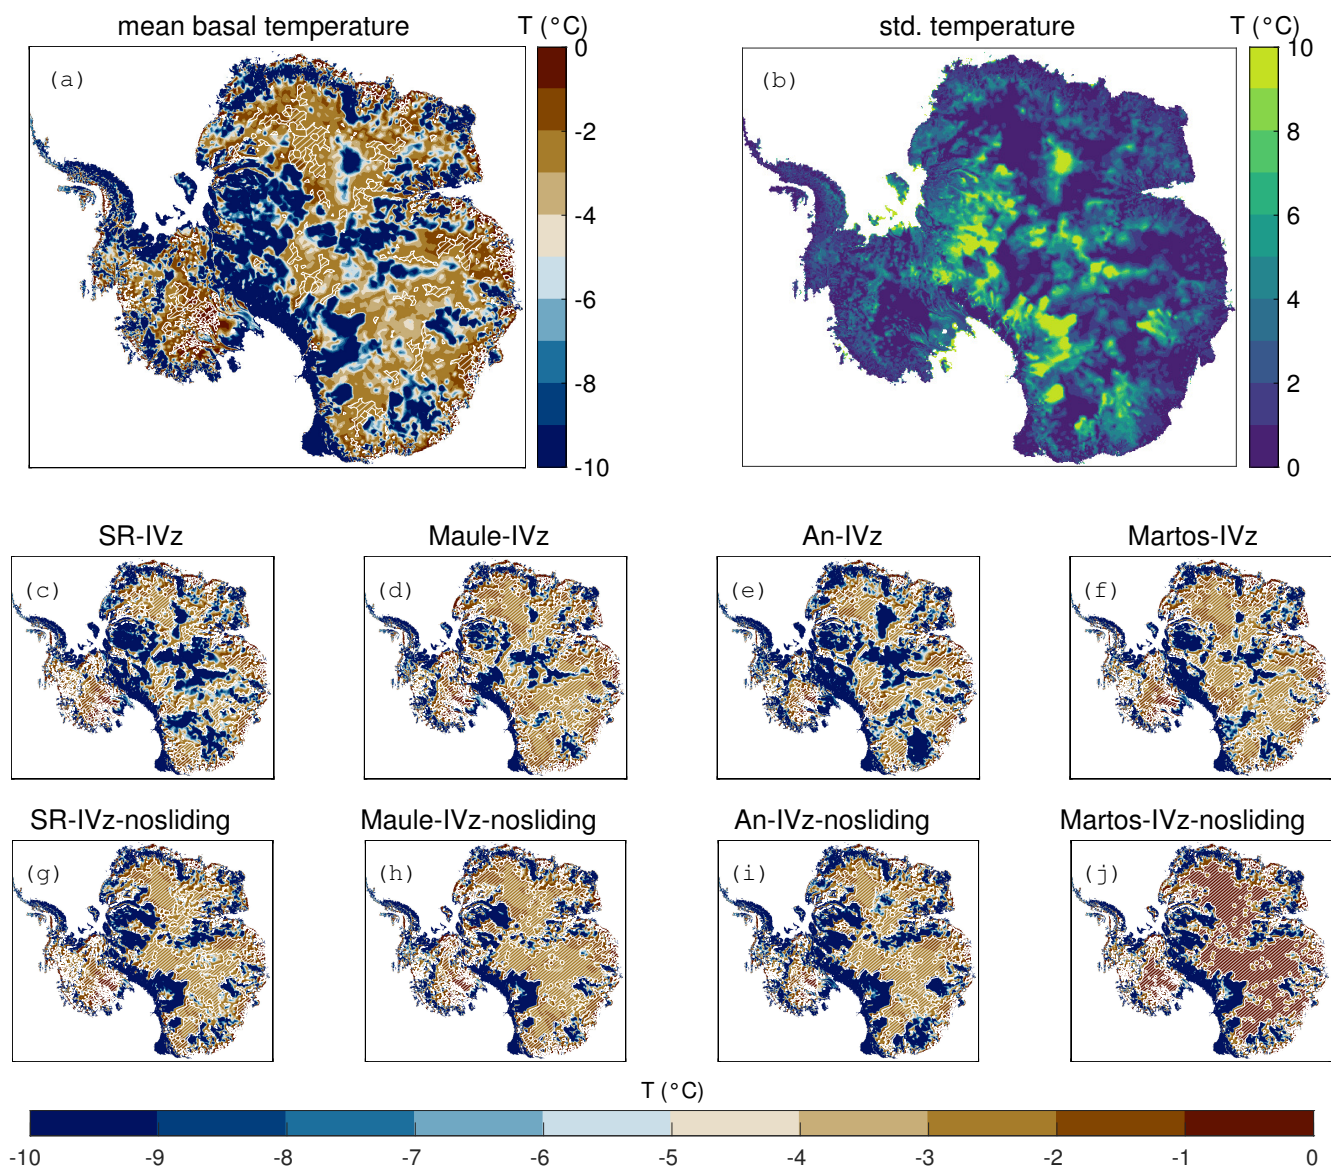 mean basal temperature T (°C)
std. temperature T (°C)
(a)
0
-2
-4
-6
-8
-10
(b)
10
8
6
4
2
0
SR-IVz Maule-IVz An-IVz Martos-IVz
(c) (d) (e) (f)
SR-IVz-nosliding Maule-IVz-nosliding An-IVz-nosliding Martos-IVz-nosliding
(g) (h) (i) (j)
T (°C)
-10 -9 -8 -7 -6 -5 -4 -3 -2 -1 0